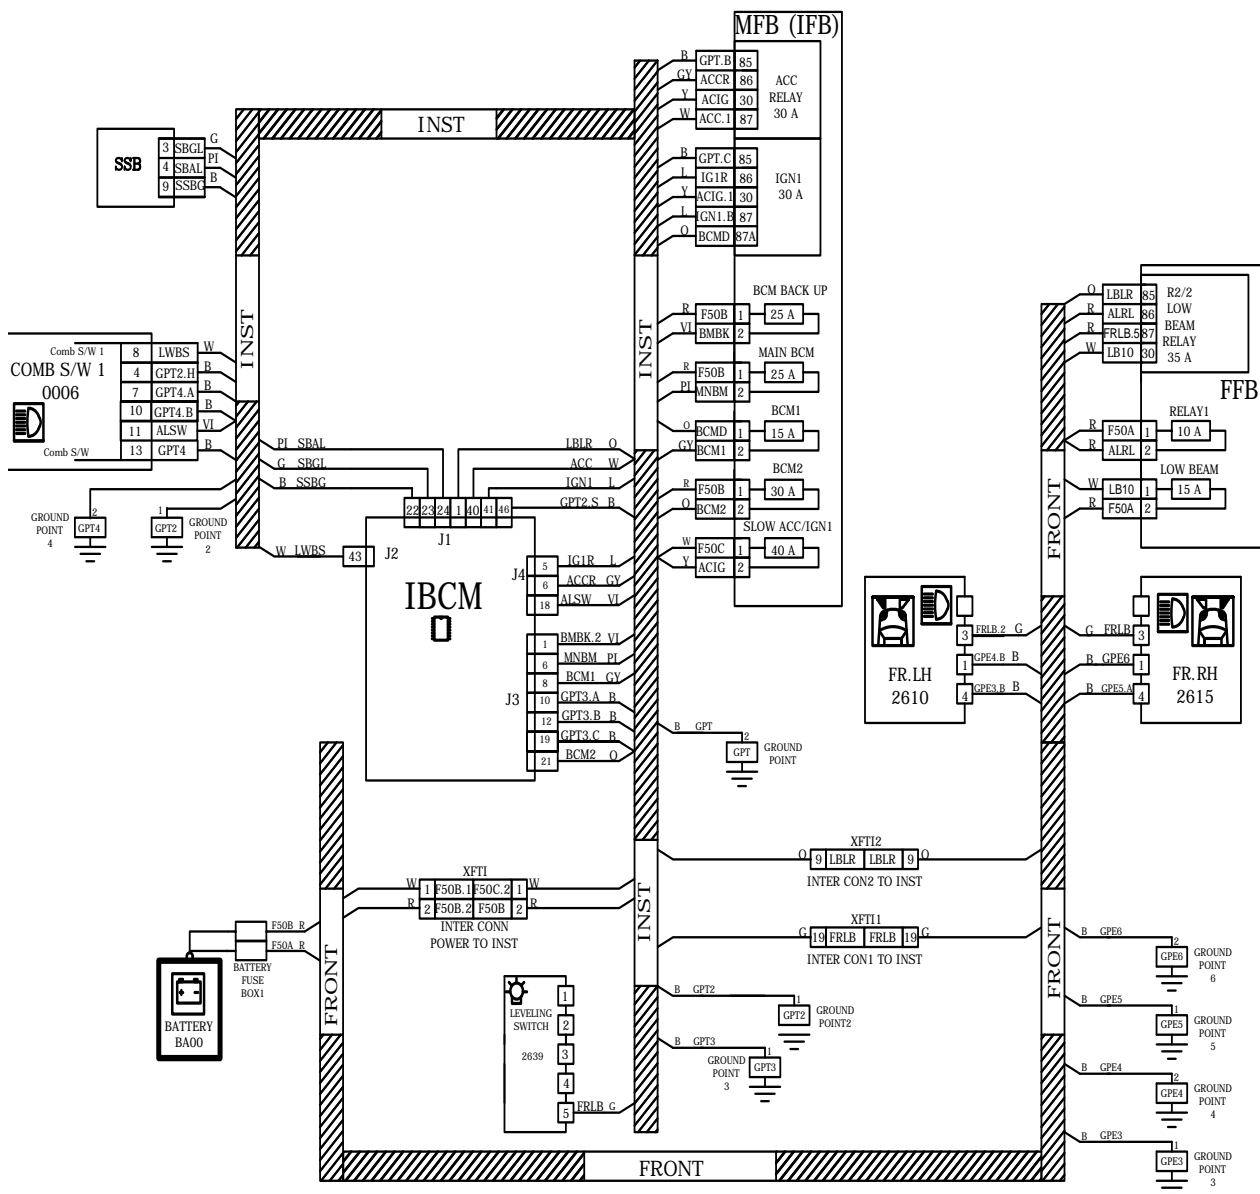 MFB (IFB)
B GPT.B 85
GY ACCR 86
Y ACIG 30
W ACC.1 87
ACC
RELAY
30 A
INST
B GPT.C 85
L IG1R 86
Y ACIG.1 30
L IGN1.B 87
O BCMD 87A
IGN1
30 A
SSB
3 SBGL G
4 SBAL PI
9 SSBG B
INST
INST
BCM BACK UP
R F50B 1 25 A
VI BMBK 2
MAIN BCM
R F50B 1 25 A
PI MNBM 2
BCM1
O BCMD 1 15 A
GY BCM1 2
BCM2
R F50B 1 30 A
O BCM2 2
SLOW ACC/IGN1
W F50C 1 40 A
Y ACIG 2
O LBLR 85
R ALRL 86
R FRLB.5 87
W LB10 30
R2/2
LOW
BEAM
RELAY
35 A
FFB
RELAY1
R F50A 1 10 A
R ALRL 2
LOW BEAM
W LB10 1 15 A
R F50A 2
FRONT
Comb S/W 1
COMB S/W 1
0006
Comb S/W
8 LWBS W
4 GPT2.H B
7 GPT4.A B
10 GPT4.B B
11 ALSW VI
13 GPT4 B
PI SBAL
G SBGL
B SSBG
LBLR O
ACC W
IGN1 L
GPT2.S B
22 23 24 1 40 41 46
J1
2
GPT4
GROUND
POINT
4
1
GPT2
GROUND
POINT
2
W LWBS 43 J2
IBCM
J4
5 IG1R L
6 ACCR GY
18 ALSW VI
J3
1 BMBK.2 VI
6 MNBM PI
8 BCM1 GY
10 GPT3.A B
12 GPT3.B B
19 GPT3.C B
21 BCM2 O
FR.LH
2610
3 FRLB.2 G
1 GPE4.B B
4 GPE3.B B
G FRLB 3
B GPE6 1
B GPE5.A 4
FR.RH
2615
B GPT
2
GPT
GROUND
POINT
XFTI2
O 9 LBLR LBLR 9 O
INTER CON2 TO INST
XFTI
W 1 F50B.1 F50C.2 1 W
R 2 F50B.2 F50B 2 R
INTER CONN
POWER TO INST
INST
XFTI1
G 19 FRLB FRLB 19 G
INTER CON1 TO INST
F50B R
F50A R
BATTERY
FUSE
BOX1
BATTERY
BA00
FRONT
LEVELING
SWITCH
2639
1
2
3
4
5 FRLB G
B GPT2
1
GPT2
GROUND
POINT2
B GPT3
1
GPT3
GROUND
POINT
3
FRONT
B GPE6
2
GPE6
GROUND
POINT
6
B GPE5
1
GPE5
GROUND
POINT
5
B GPE4
2
GPE4
GROUND
POINT
4
B GPE3
1
GPE3
GROUND
POINT
3
FRONT